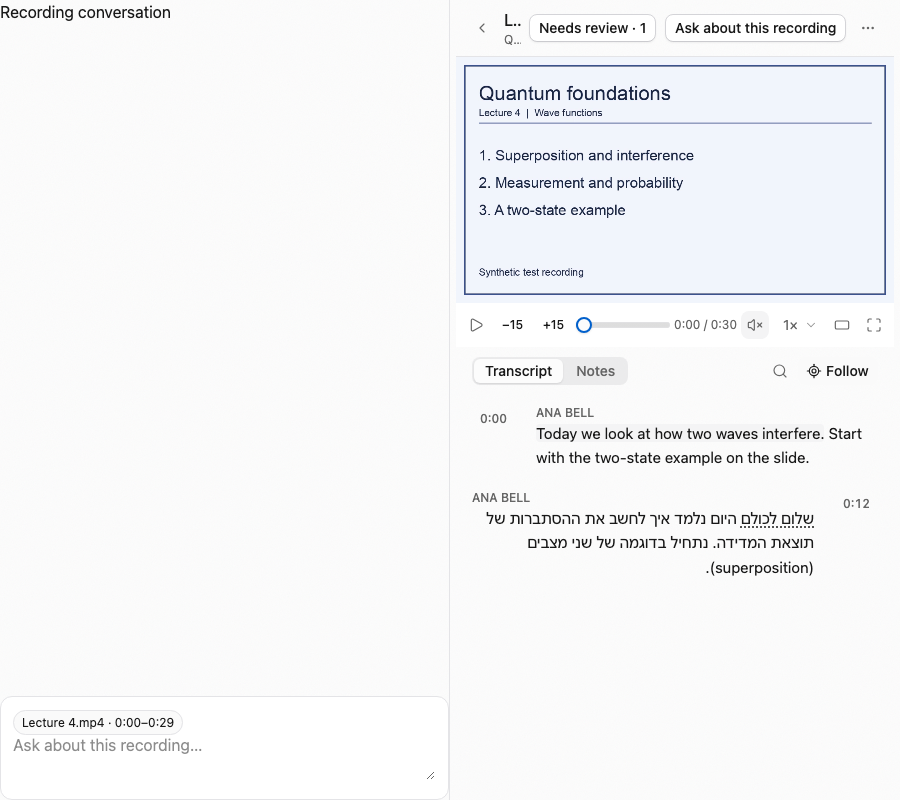 Recording conversation
L..
Q...
Needs review · 1
Ask about this recording
Quantum foundations
Lecture 4 | Wave functions
1. Superposition and interference
2. Measurement and probability
3. A two-state example
Synthetic test recording
−15
+15
0:00 / 0:30
1×
Transcript
Notes
Follow
0:00
ANA BELL
Today we look at how two waves interfere. Start
with the two-state example on the slide.
ANA BELL
0:12
שלום לכולם היום נלמד איך לחשב את ההסתברות של
תוצאת המדידה. נתחיל בדוגמה של שני מצבים
(superposition).
Lecture 4.mp4 · 0:00–0:29
Ask about this recording...